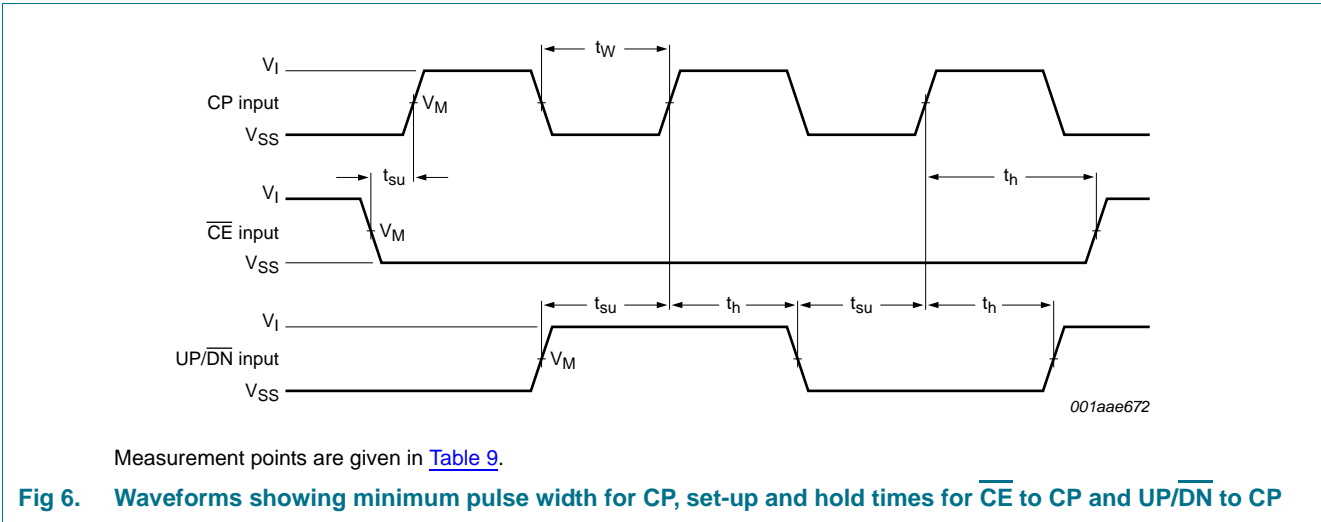 tW
VI
CP input
VM
VSS
tsu
th
VI
CE input
VM
VSS
tsu
th
tsu
th
VI
UP/DN input
VM
VSS
001aae672
Measurement points are given in Table 9.
Fig 6. Waveforms showing minimum pulse width for CP, set-up and hold times for CE to CP and UP/DN to CP